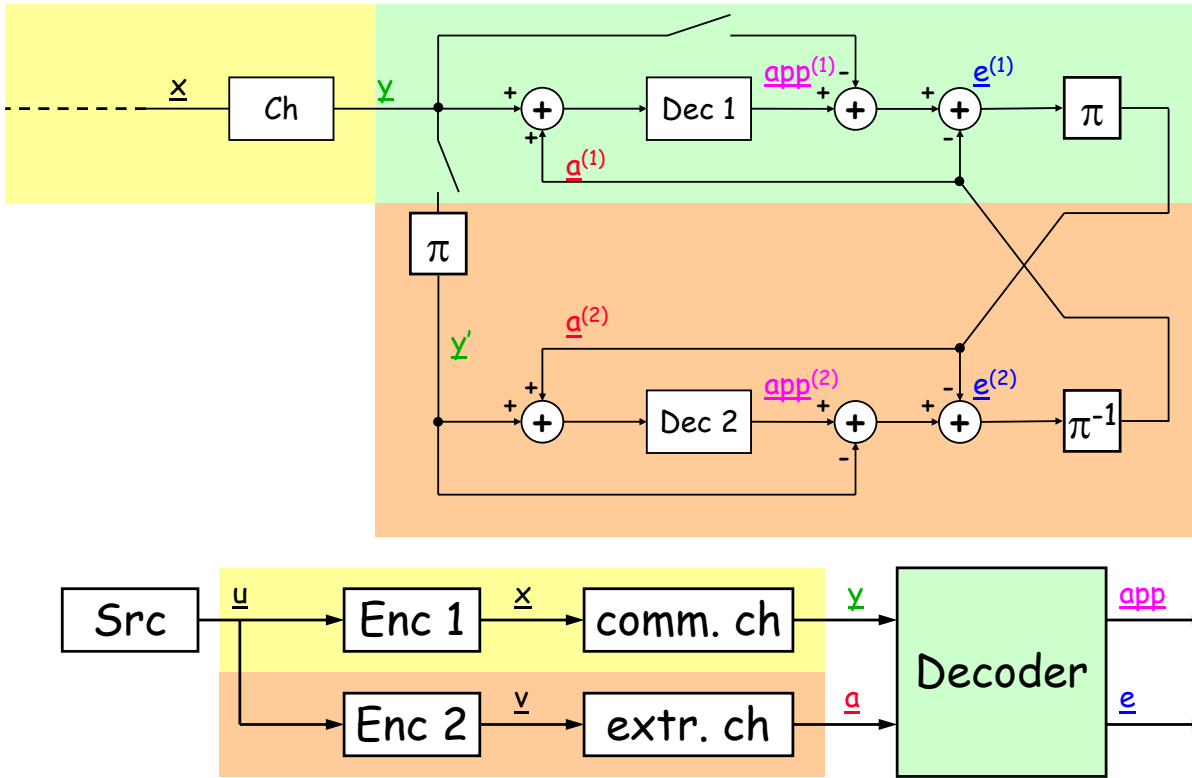 x
Ch
y
+
+
+
Dec 1
app(1)
-
+
+
+
-
+
e(1)
π
a(1)
π
y'
a(2)
+
+
+
Dec 2
app(2)
+
+
-
+
-
+
e(2)
π-1
Src
u
Enc 1
x
comm. ch
y
Decoder
app
Enc 2
v
extr. ch
a
e